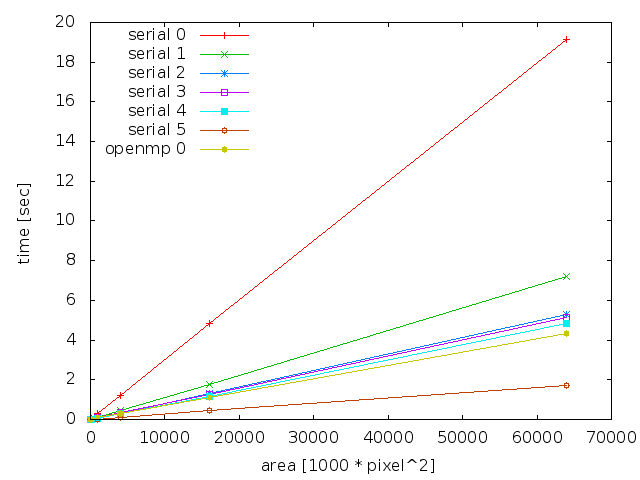 20
18
16
14
12
10
8
6
4
2
0
time [sec]
serial 0
serial 1
serial 2
serial 3
serial 4
serial 5
openmp 0
0 10000 20000 30000 40000 50000 60000 70000
area [1000 * pixel^2]